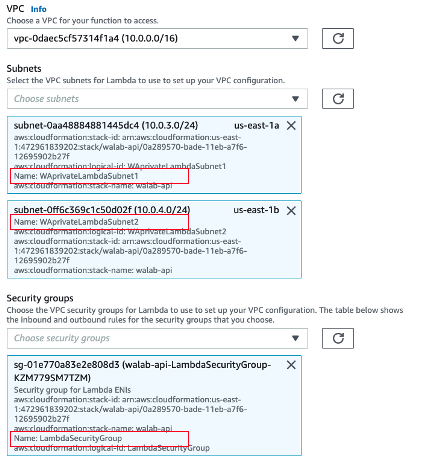 VPC Info
Choose a VPC for your function to access.
vpc-0daec5cf57314f1a4 (10.0.0.0/16)
Subnets
Select the VPC subnets for Lambda to use to set up your VPC configuration.
Choose subnets
subnet-0aa48884881445dc4 (10.0.3.0/24) us-east-1a
aws:cloudformation:stack-id: arn:aws:cloudformation:us-east-
1:472961839202:stack/walab-api/0a289570-bade-11eb-a7f6-
12695902b27f
aws:cloudformation:logical-id: WAprivateLambdaSubnet1
Name: WAprivateLambdaSubnet1
aws:cloudformation:stack-name: walab-api
subnet-0ff6c369c1c50d02f (10.0.4.0/24) us-east-1b
Name: WAprivateLambdaSubnet2
aws:cloudformation:logical-id: WAprivateLambdaSubnet2
aws:cloudformation:stack-id: arn:aws:cloudformation:us-east-
1:472961839202:stack/walab-api/0a289570-bade-11eb-a7f6-
12695902b27f
aws:cloudformation:stack-name: walab-api
Security groups
Choose the VPC security groups for Lambda to use to set up your VPC configuration. The table below shows
the inbound and outbound rules for the security groups that you choose.
Choose security groups
sg-01e770a83e2e808d3 (walab-api-LambdaSecurityGroup-
KZM779SM7TZM)
Security group for Lambda ENIs
aws:cloudformation:stack-id: arn:aws:cloudformation:us-east-
1:472961839202:stack/walab-api/0a289570-bade-11eb-a7f6-
12695902b27f
aws:cloudformation:stack-name: walab-api
Name: LambdaSecurityGroup
aws:cloudformation:logical-id: LambdaSecurityGroup